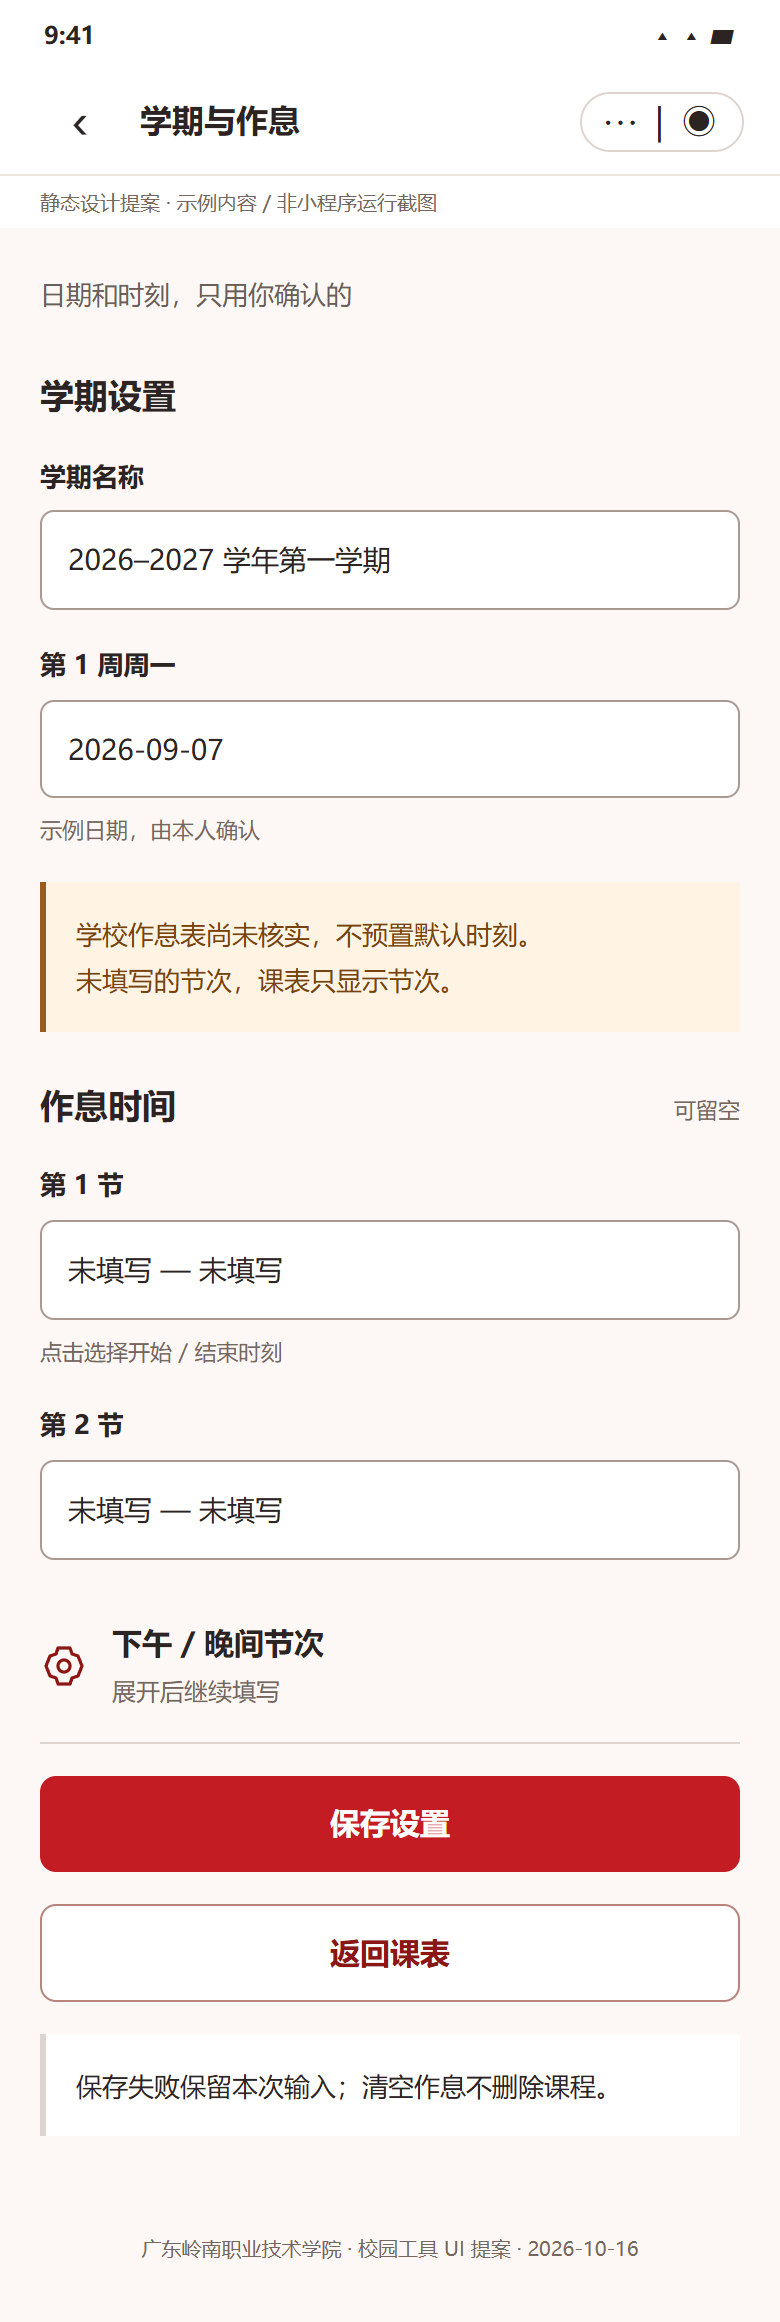 9:41
学期与作息
静态设计提案 · 示例内容 / 非小程序运行截图
日期和时刻，只用你确认的
学期设置
学期名称
2026–2027 学年第一学期
第 1 周周一
2026-09-07
示例日期，由本人确认
学校作息表尚未核实，不预置默认时刻。
未填写的节次，课表只显示节次。
作息时间 可留空
第 1 节
未填写 — 未填写
点击选择开始 / 结束时刻
第 2 节
未填写 — 未填写
下午 / 晚间节次
展开后继续填写
保存设置
返回课表
保存失败保留本次输入；清空作息不删除课程。
广东岭南职业技术学院 · 校园工具 UI 提案 · 2026-10-16